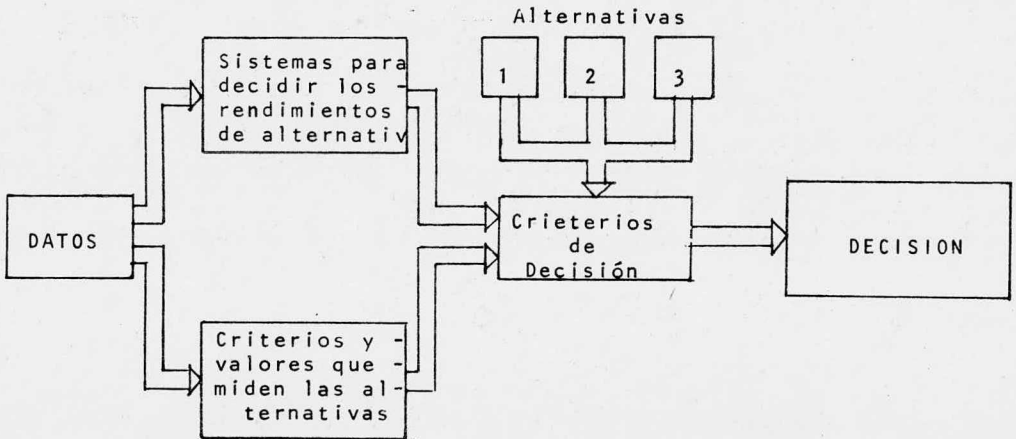 Alternativas
Sistemas para
decidir los -
rendimientos
de alternativ
1 2 3
DATOS
Crieterios
de
Decisión
DECISION
Criterios y -
valores que -
miden las al-
ternativas